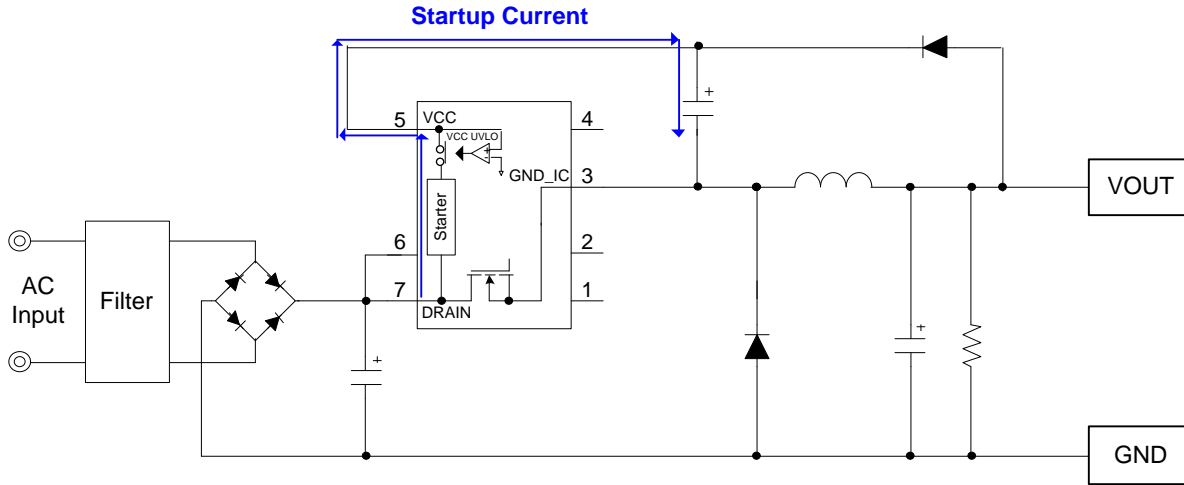 Startup Current
5
VCC
4
VCC UVLO
GND_IC
3
VOUT
Starter
6
2
AC
Input
Filter
7
1
DRAIN
GND